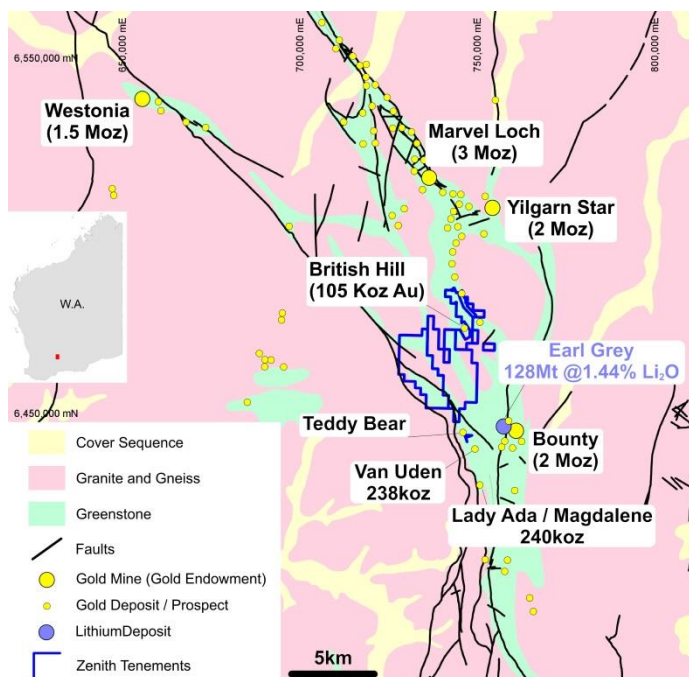 650,000 mE
700,000 mE
750,000 mE
800,000 mE
6,550,000 mN
Westonia
(1.5 Moz)
Marvel Loch
(3 Moz)
Yilgarn Star
(2 Moz)
British Hill
(105 Koz Au)
W.A.
Earl Grey
128Mt @1.44% Li₂O
6,450,000 mN
Teddy Bear
Bounty
(2 Moz)
Van Uden
238koz
Lady Ada / Magdalene
240koz
Cover Sequence
Granite and Gneiss
Greenstone
Faults
Gold Mine (Gold Endowment)
Gold Deposit / Prospect
LithiumDeposit
Zenith Tenements
5km